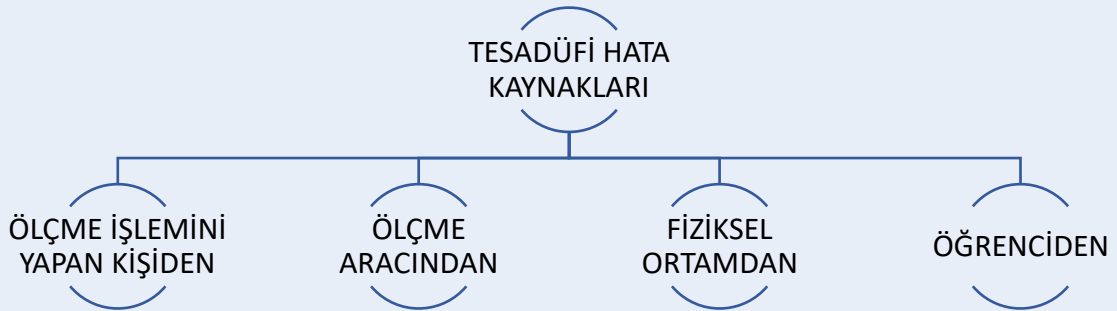 TESADÜFİ HATA
KAYNAKLARI
ÖLÇME İŞLEMİNİ
YAPAN KİŞİDEN
ÖLÇME
ARACINDAN
FİZİKSEL
ORTAMDAN
ÖĞRENCİDEN